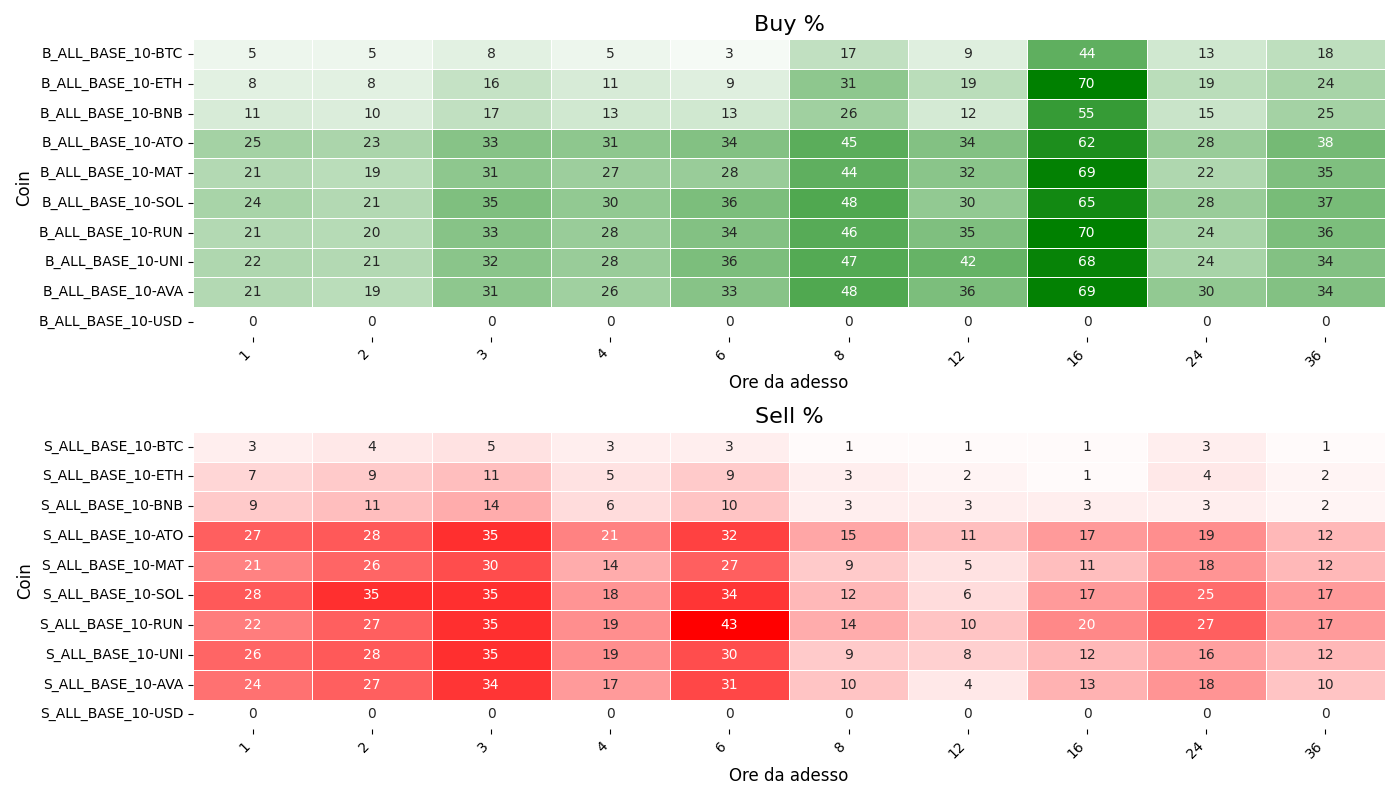 Buy %
Coin
B_ALL_BASE_10-BTC 5 5 8 5 3 17 9 44 13 18
B_ALL_BASE_10-ETH 8 8 16 11 9 31 19 70 19 24
B_ALL_BASE_10-BNB 11 10 17 13 13 26 12 55 15 25
B_ALL_BASE_10-ATO 25 23 33 31 34 45 34 62 28 38
B_ALL_BASE_10-MAT 21 19 31 27 28 44 32 69 22 35
B_ALL_BASE_10-SOL 24 21 35 30 36 48 30 65 28 37
B_ALL_BASE_10-RUN 21 20 33 28 34 46 35 70 24 36
B_ALL_BASE_10-UNI 22 21 32 28 36 47 42 68 24 34
B_ALL_BASE_10-AVA 21 19 31 26 33 48 36 69 30 34
B_ALL_BASE_10-USD 0 0 0 0 0 0 0 0 0 0
1 2 3 4 6 8 12 16 24 36
Ore da adesso
Sell %
Coin
S_ALL_BASE_10-BTC 3 4 5 3 3 1 1 1 3 1
S_ALL_BASE_10-ETH 7 9 11 5 9 3 2 1 4 2
S_ALL_BASE_10-BNB 9 11 14 6 10 3 3 3 3 2
S_ALL_BASE_10-ATO 27 28 35 21 32 15 11 17 19 12
S_ALL_BASE_10-MAT 21 26 30 14 27 9 5 11 18 12
S_ALL_BASE_10-SOL 28 35 35 18 34 12 6 17 25 17
S_ALL_BASE_10-RUN 22 27 35 19 43 14 10 20 27 17
S_ALL_BASE_10-UNI 26 28 35 19 30 9 8 12 16 12
S_ALL_BASE_10-AVA 24 27 34 17 31 10 4 13 18 10
S_ALL_BASE_10-USD 0 0 0 0 0 0 0 0 0 0
1 2 3 4 6 8 12 16 24 36
Ore da adesso